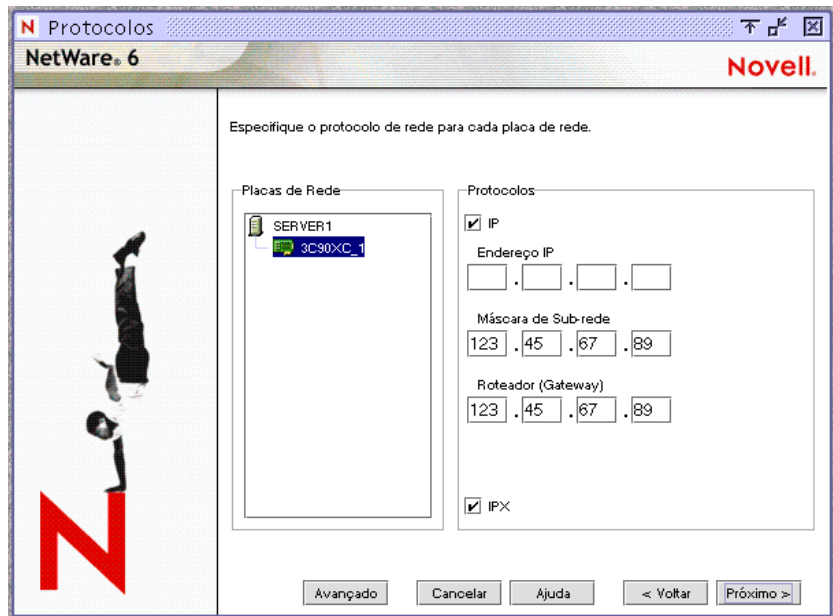 N Protocolos
NetWare® 6
Novell.
Especifique o protocolo de rede para cada placa de rede.
Placas de Rede
SERVER1
3C90XC_1
Protocolos
IP
Endereço IP
. . .
Máscara de Sub-rede
123 . 45 . 67 . 89
Roteador (Gateway)
123 . 45 . 67 . 89
IPX
N
Avançado Cancelar Ajuda < Voltar Próximo >